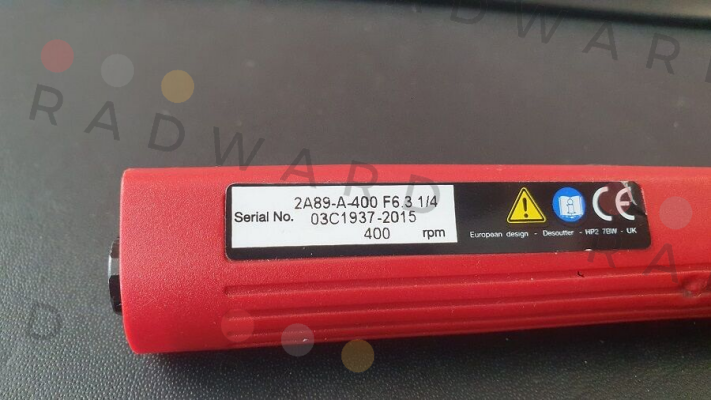 RADWARD
2A89-A-400 F6.3 1/4
Serial No. 03C1937-2015
400 rpm
CE
European design - Desoutter - HP2 7BW - UK